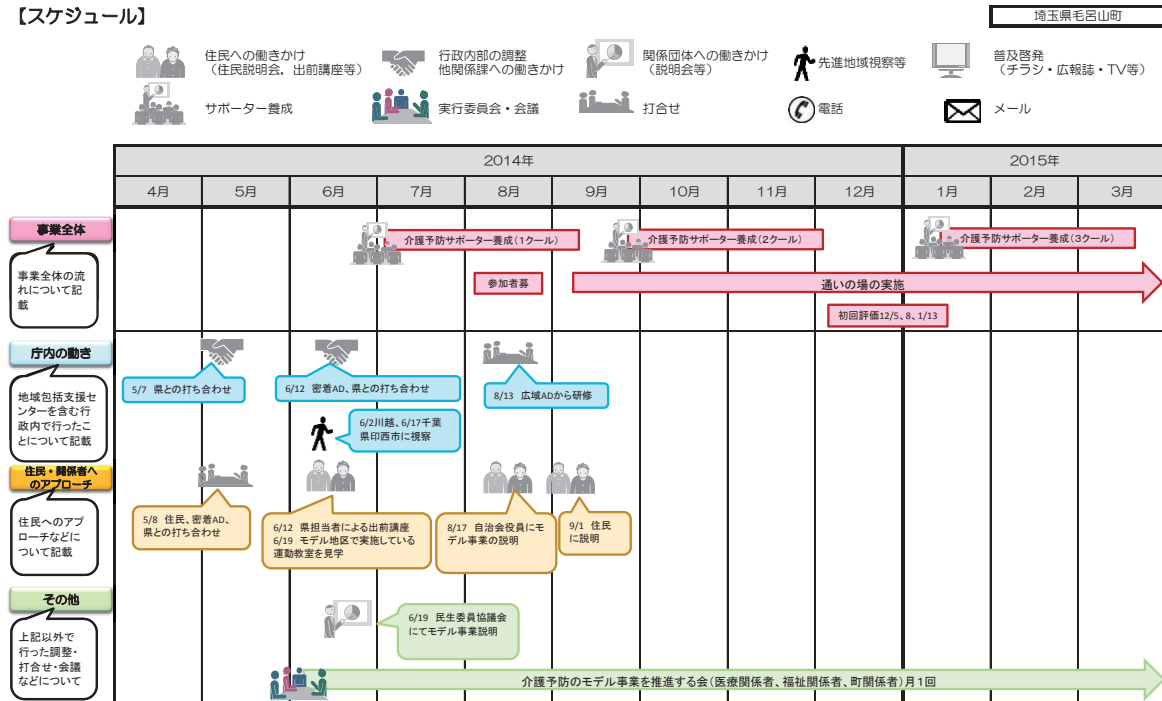 【スケジュール】
埼玉県毛呂山町
住民への働きかけ
（住民説明会，出前講座等）
行政内部の調整
他関係課への働きかけ
関係団体への働きかけ
（説明会等）
先進地域視察等
普及啓発
（チラシ・広報誌・TV等）
サポーター養成
実行委員会・会議
打合せ
電話
メール
2014年
2015年
4月
5月
6月
7月
8月
9月
10月
11月
12月
1月
2月
3月
事業全体
事業全体の流
れについて記
載
介護予防サポーター養成（1クール）
介護予防サポーター養成（2クール）
介護予防サポーター養成（3クール）
参加者募
通いの場の実施
初回評価12/5、8、1/13
庁内の動き
地域包括支援セ
ンターを含む行
政内で行ったこ
とについて記載
5/7 県との打ち合わせ
6/12 密着AD、県との打ち合わせ
8/13 広域ADから研修
6/2川越、6/17千葉
県印西市に視察
住民・関係者へ
のアプローチ
住民へのアプ
ローチなどに
ついて記載
5/8 住民、密着AD、
県との打ち合わせ
6/12 県担当者による出前講座
6/19 モデル地区で実施している
運動教室を見学
8/17 自治会役員にモ
デル事業の説明
9/1 住民
に説明
その他
上記以外で
行った調整・
打合せ・会議
などについて
6/19 民生委員協議会
にてモデル事業説明
介護予防のモデル事業を推進する会（医療関係者、福祉関係者、町関係者）月1回